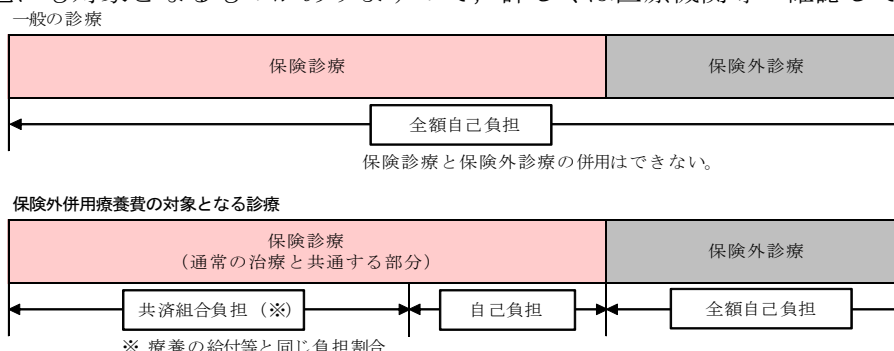 一般の診療
保険診療
保険外診療
全額自己負担
保険診療と保険外診療の併用はできない。
保険外併用療養費の対象となる診療
保険診療
（通常の治療と共通する部分）
保険外診療
共済組合負担（※）
自己負担
全額自己負担
※ 療養の給付等と同じ負担割合